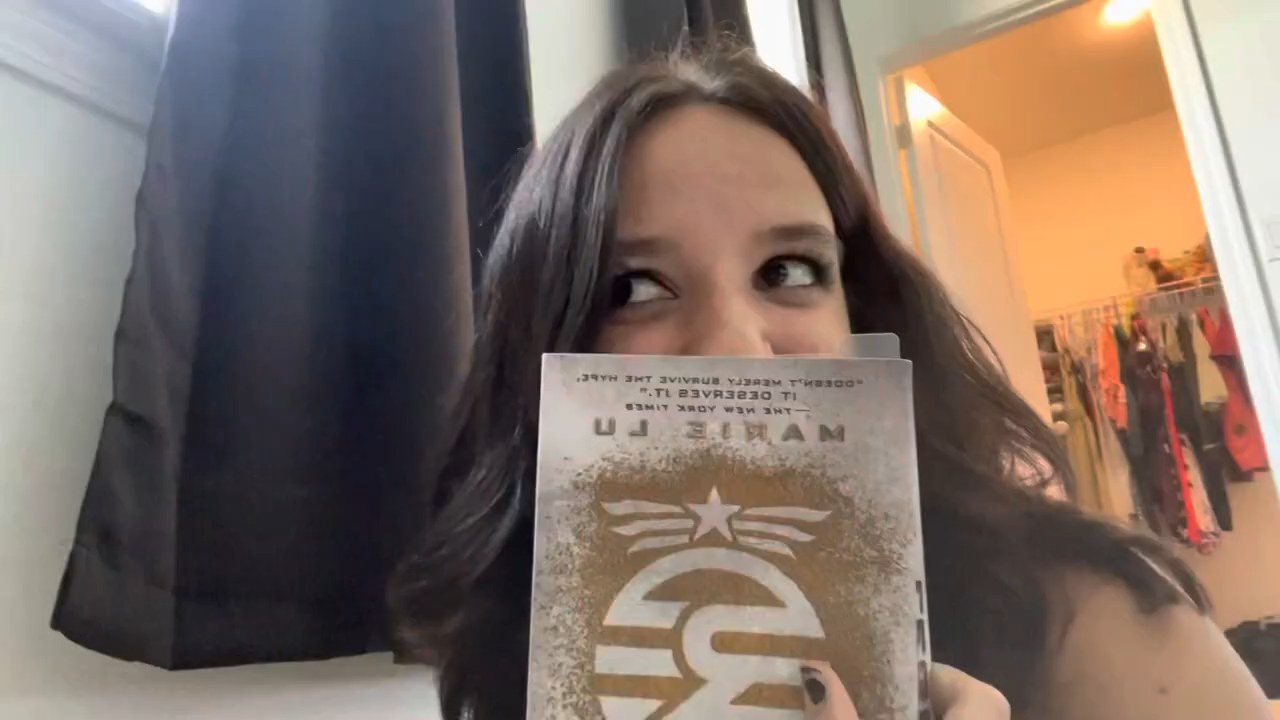 "DOESN'T MERELY SURVIVE THE HYPE,
IT DESERVES IT."
—THE NEW YORK TIMES
MARIE LU